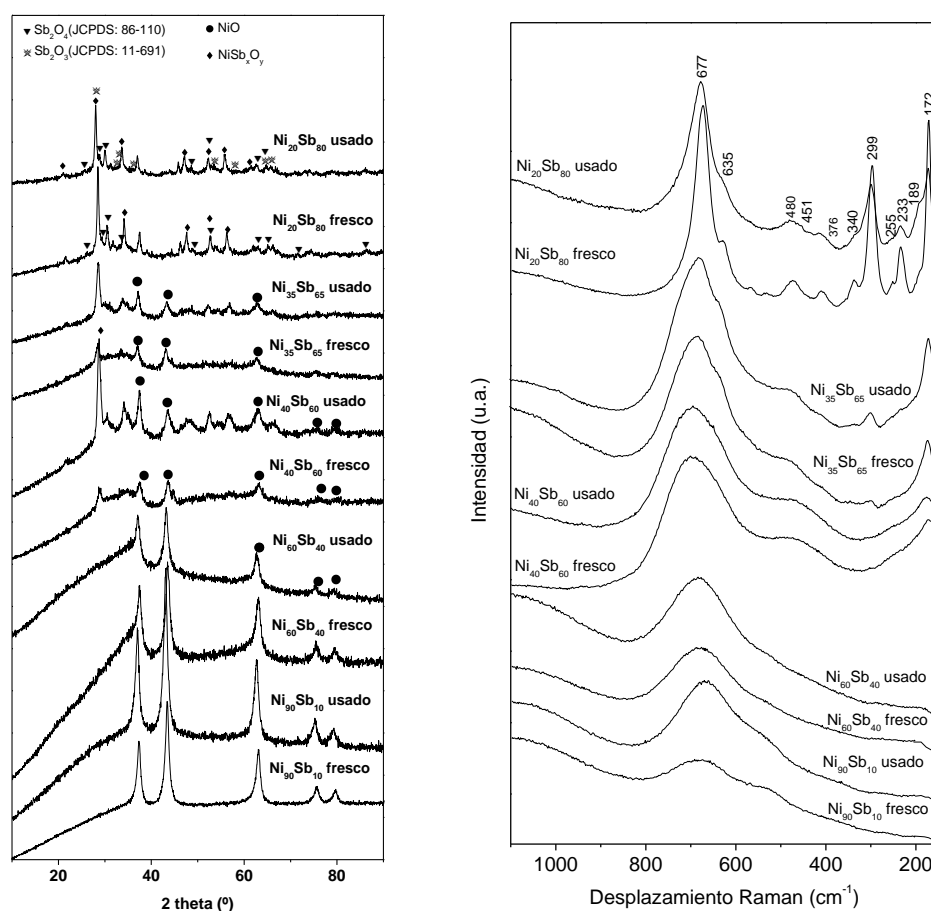 Sb2O4(JCPDS: 86-110)
NiO
Sb2O3(JCPDS: 11-691)
NiSbxOy
Ni20Sb80 usado
Ni20Sb80 fresco
Ni35Sb65 usado
Ni35Sb65 fresco
Ni40Sb60 usado
Ni40Sb60 fresco
Ni60Sb40 usado
Ni60Sb40 fresco
Ni90Sb10 usado
Ni90Sb10 fresco
20 40 60 80
2 theta (º)
677
635
480
451
376
340
299
255
233
189
172
Ni20Sb80 usado
Ni20Sb80 fresco
Ni35Sb65 usado
Ni35Sb65 fresco
Ni40Sb60 usado
Ni40Sb60 fresco
Ni60Sb40 usado
Ni60Sb40 fresco
Ni90Sb10 usado
Ni90Sb10 fresco
Intensidad (u.a.)
1000 800 600 400 200
Desplazamiento Raman (cm-1)